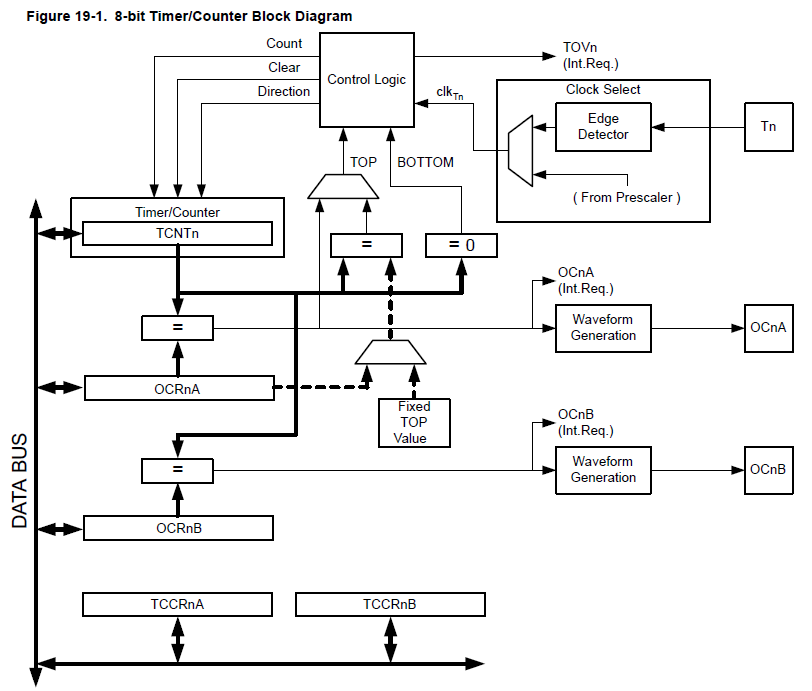 Figure 19-1. 8-bit Timer/Counter Block Diagram
Count
Clear
Direction
Control Logic
TOVn
(Int.Req.)
clkTn
Clock Select
Edge
Detector
Tn
( From Prescaler )
TOP
BOTTOM
Timer/Counter
TCNTn
=
= 0
OCnA
(Int.Req.)
=
Waveform
Generation
OCnA
OCRnA
Fixed
TOP
Value
OCnB
(Int.Req.)
=
Waveform
Generation
OCnB
DATA BUS
OCRnB
TCCRnA
TCCRnB